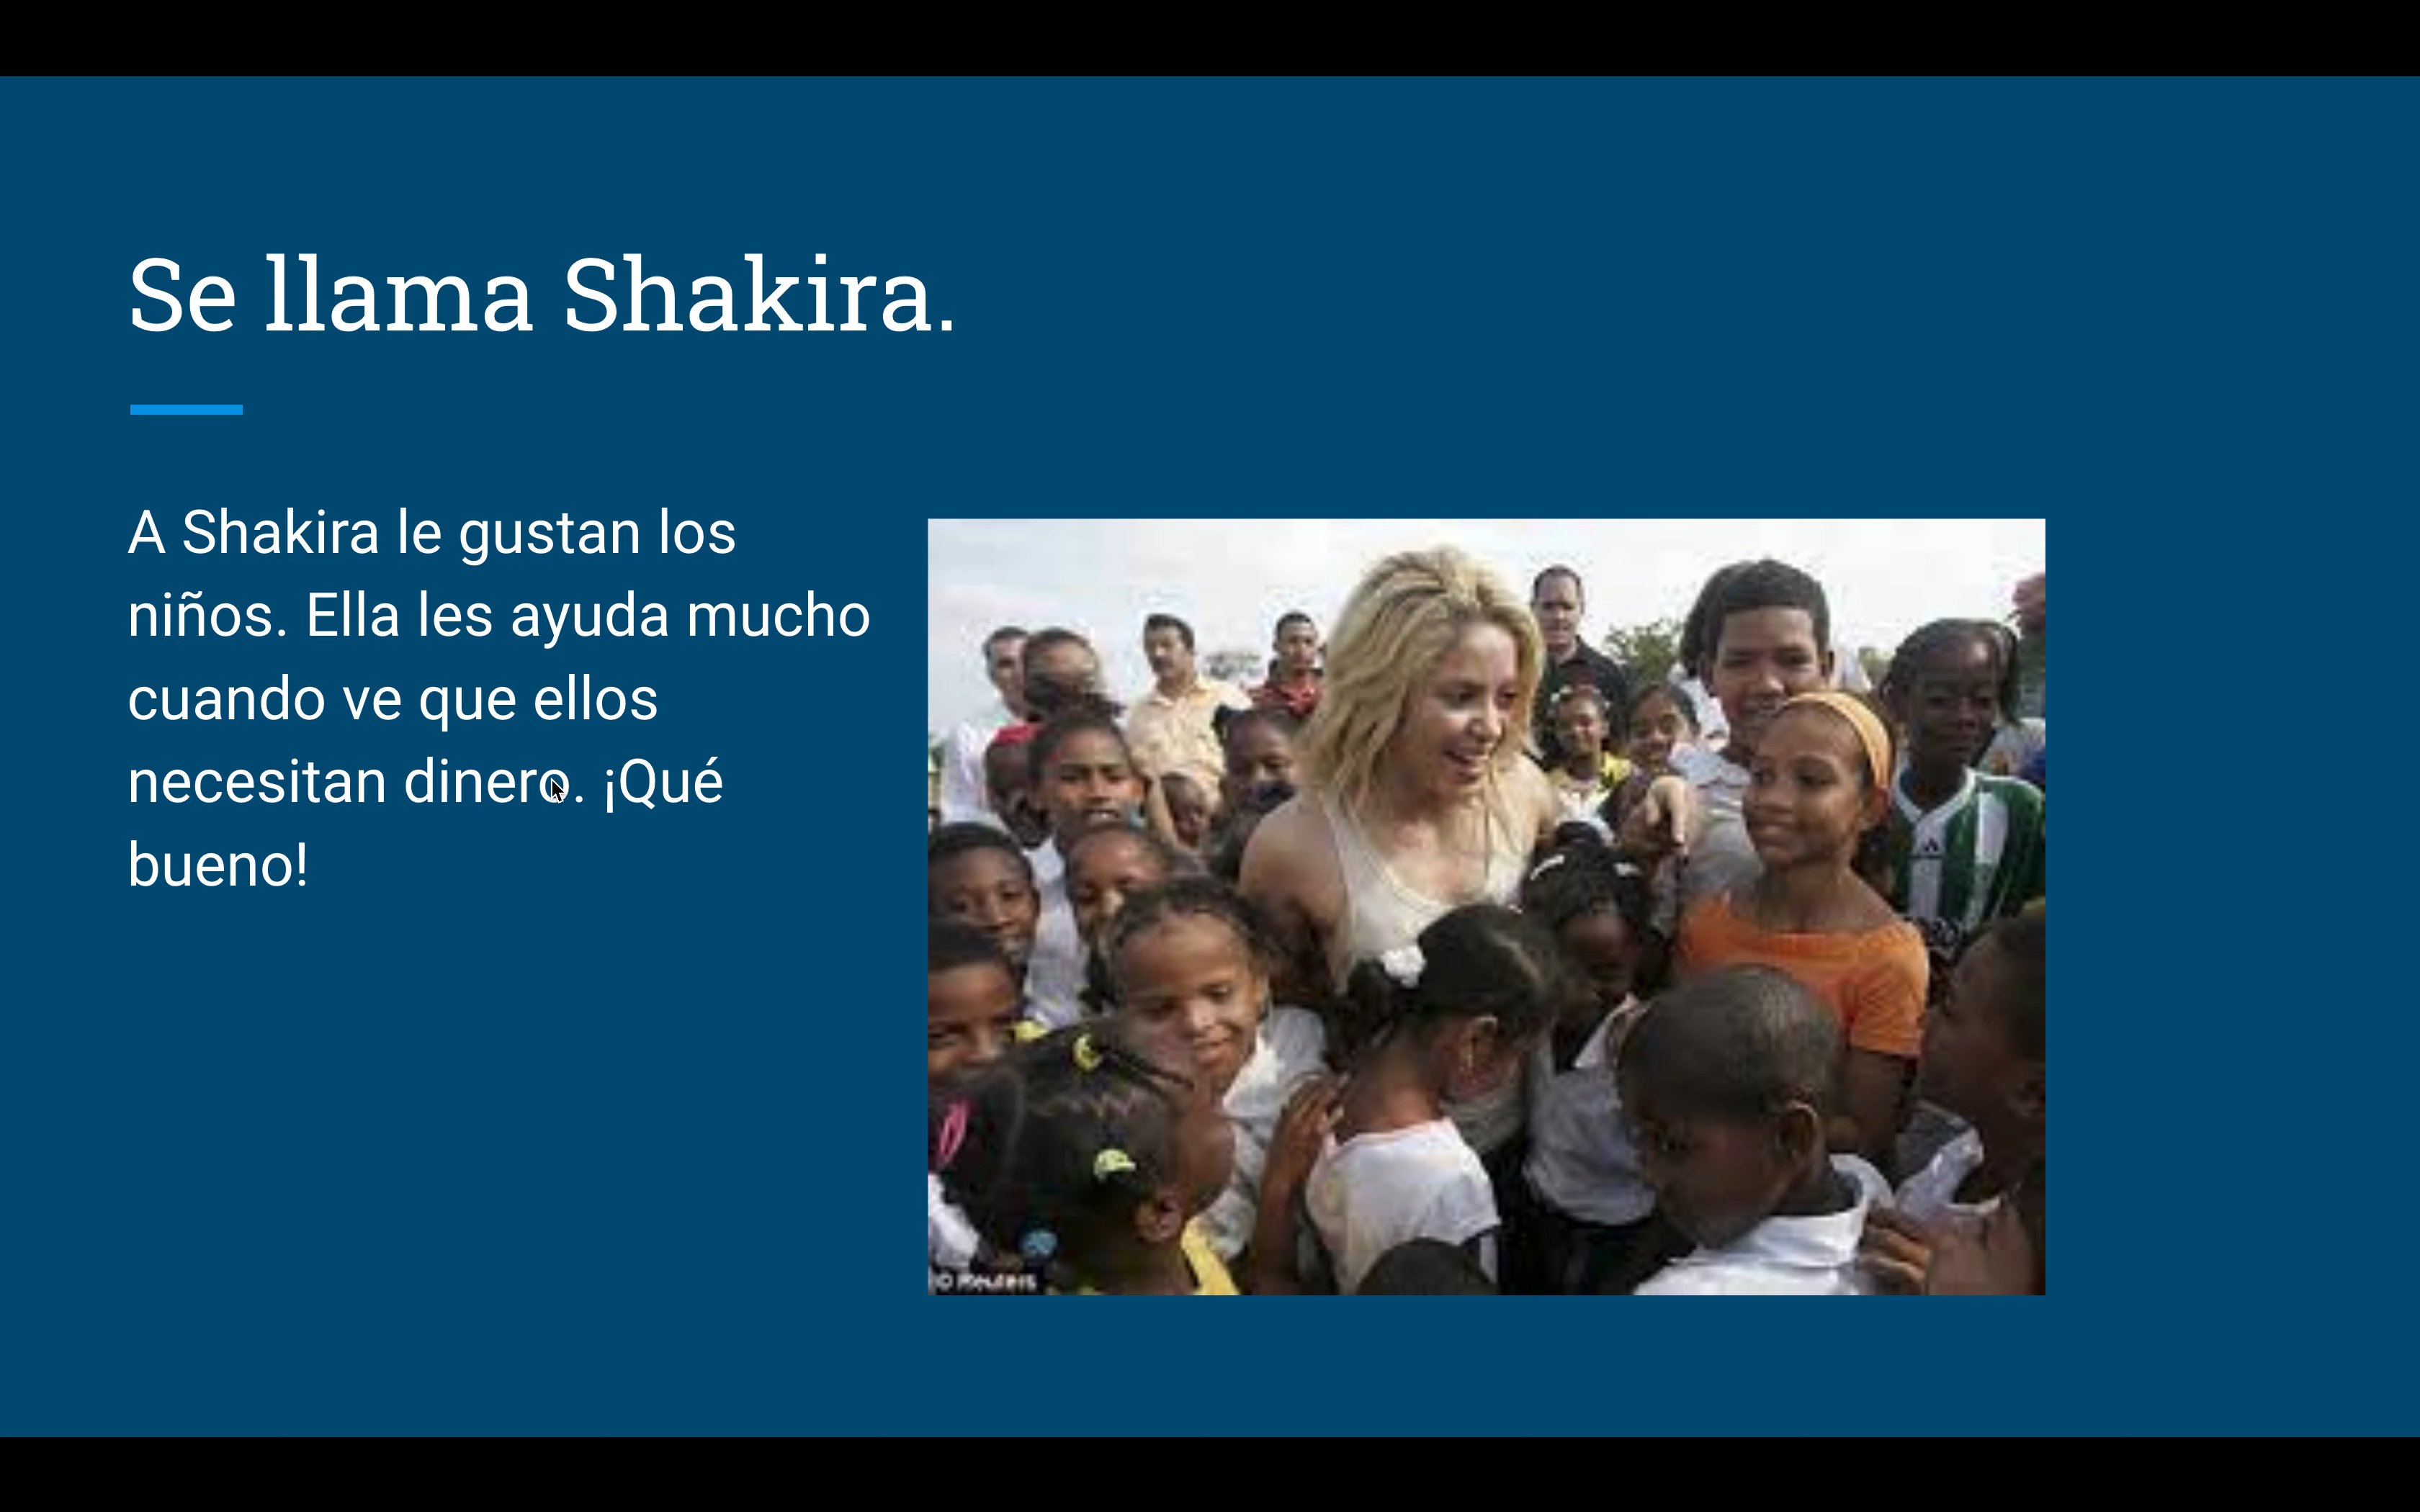 Se llama Shakira.
A Shakira le gustan los
niños. Ella les ayuda mucho
cuando ve que ellos
necesitan dinero. ¡Qué
bueno!
© Reuters